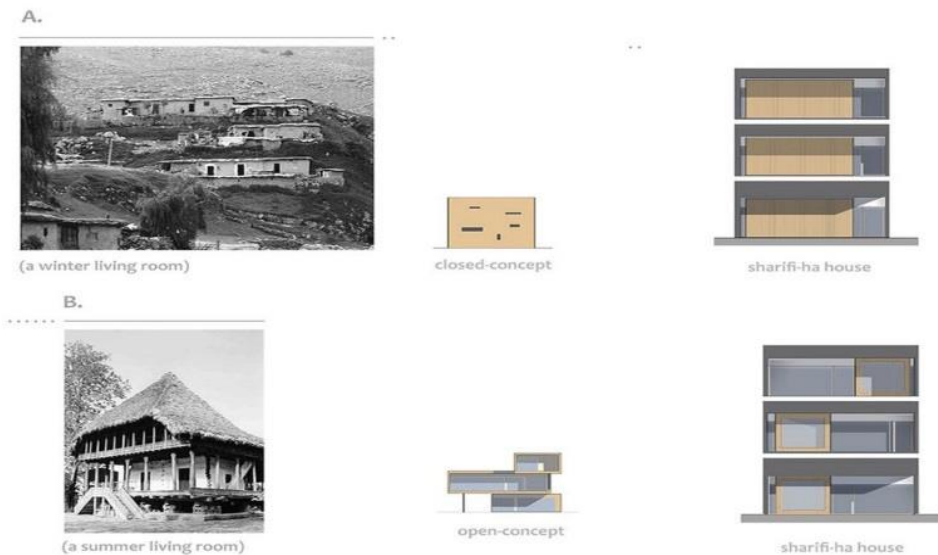 A.
(a winter living room)
closed-concept
sharifi-ha house
B.
(a summer living room)
open-concept
sharifi-ha house